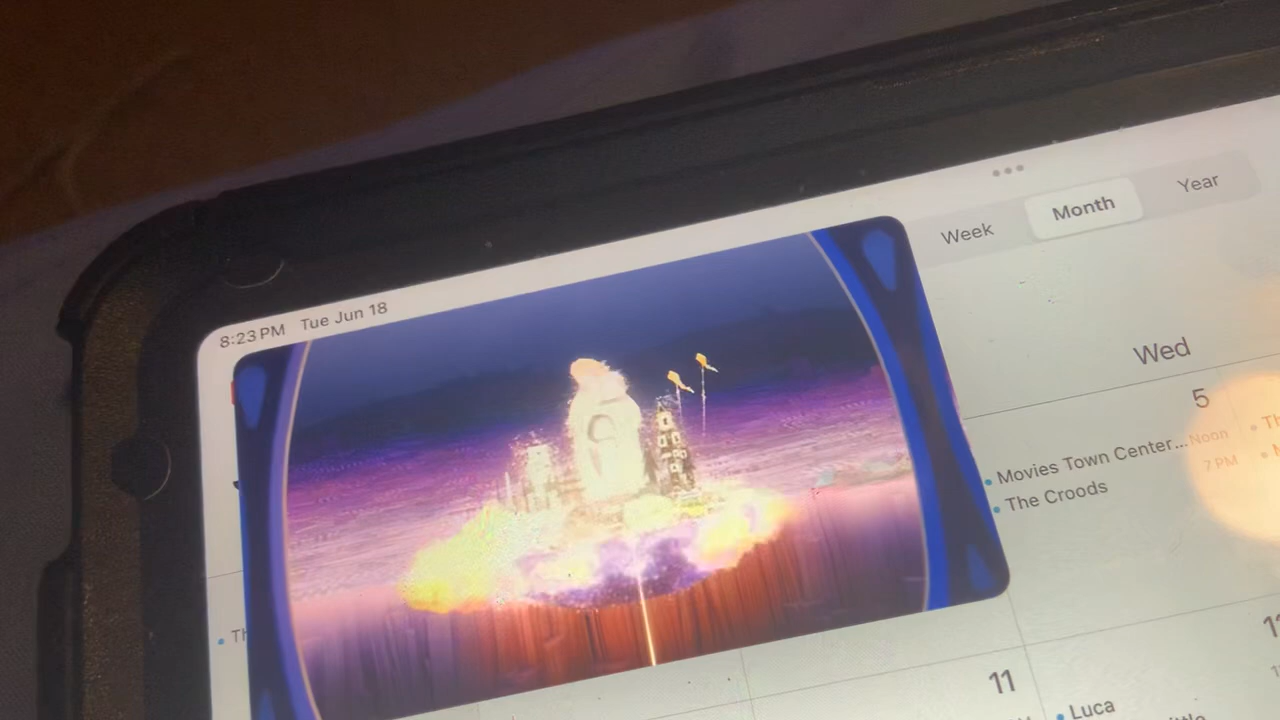 8:23 PM Tue Jun 18
Week
Month
Year
Wed
5
Movies Town Center... Noon
The Croods
7 PM
11
Luca